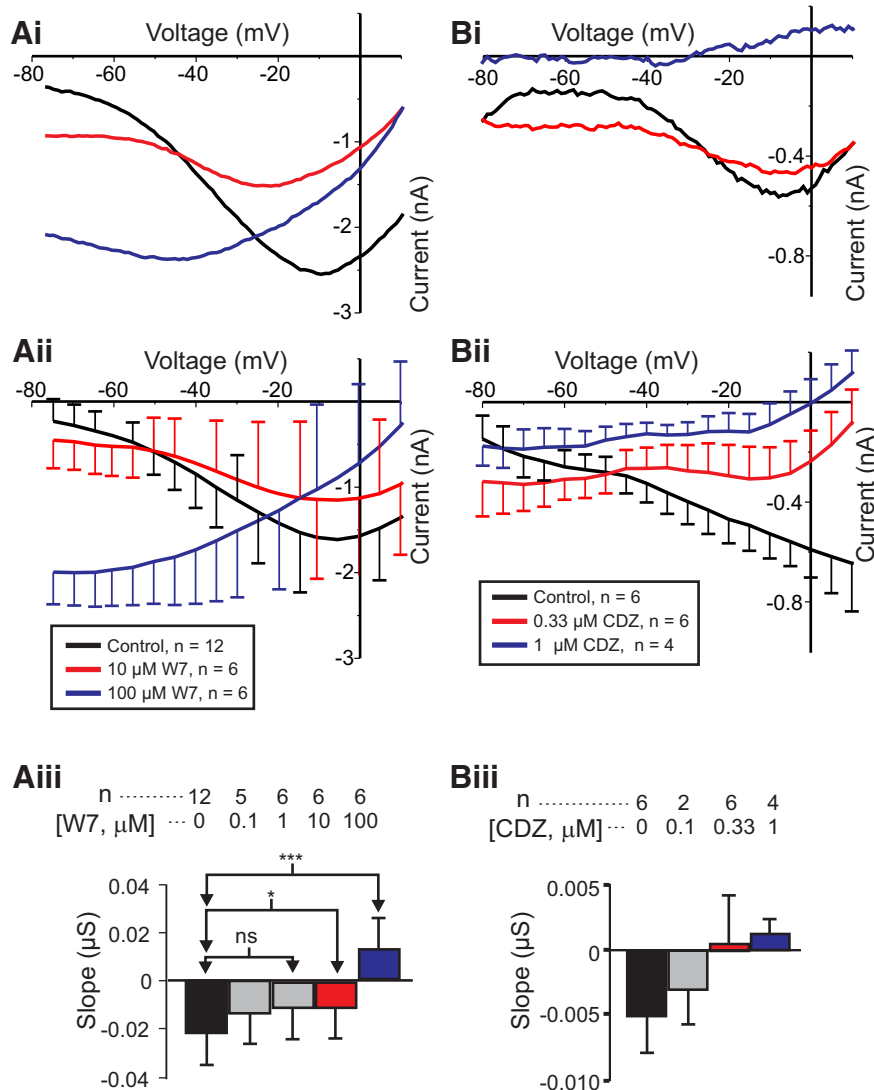 Ai
Voltage (mV)
-80 -60 -40 -20
-1
-2
-3
Current (nA)
Bi
Voltage (mV)
-80 -60 -40 -20
-0.4
-0.8
Current (nA)
Aii
Voltage (mV)
-80 -60 -40 -20
-1
-2
-3
Current (nA)
Control, n = 12
10 µM W7, n = 6
100 µM W7, n = 6
Bii
Voltage (mV)
-80 -60 -40 -20
-0.4
-0.8
Current (nA)
Control, n = 6
0.33 µM CDZ, n = 6
1 µM CDZ, n = 4
Aiii
n 12 5 6 6 6
[W7, µM] 0 0.1 1 10 100
0.04
0.02
0
-0.02
-0.04
Slope (µS)
***
*
ns
Biii
n 6 2 6 4
[CDZ, µM] 0 0.1 0.33 1
0.005
0
-0.005
-0.010
Slope (µS)